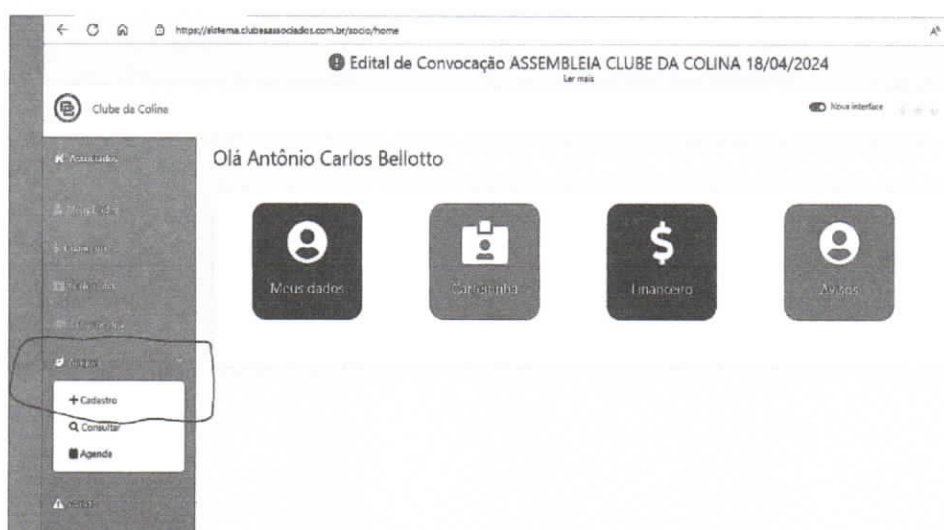 https://sistema.clubesassociados.com.br/socio/home
Edital de Convocação ASSEMBLEIA CLUBE DA COLINA 18/04/2024
Ler mais
Clube da Colina
Nova interface
Associados
Olá Antônio Carlos Bellotto
Meus dados
Carteirinha
Financeiro
Avisos
+ Cadastro
Consultar
Agenda